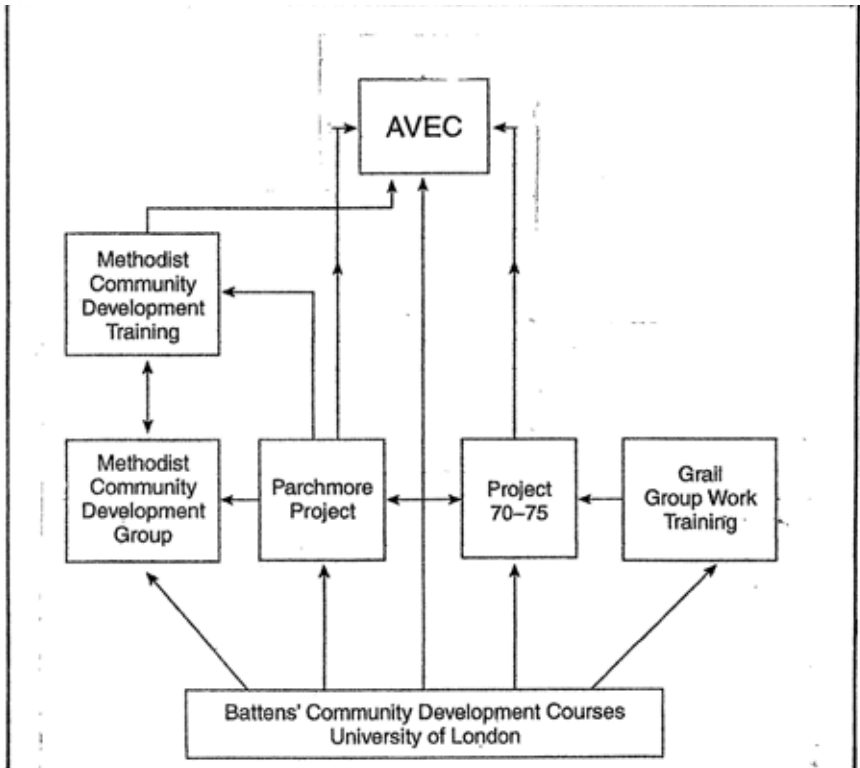 AVEC
Methodist
Community
Development
Training
Methodist
Community
Development
Group
Parchmore
Project
Project
70–75
Grail
Group Work
Training
Battens' Community Development Courses
University of London